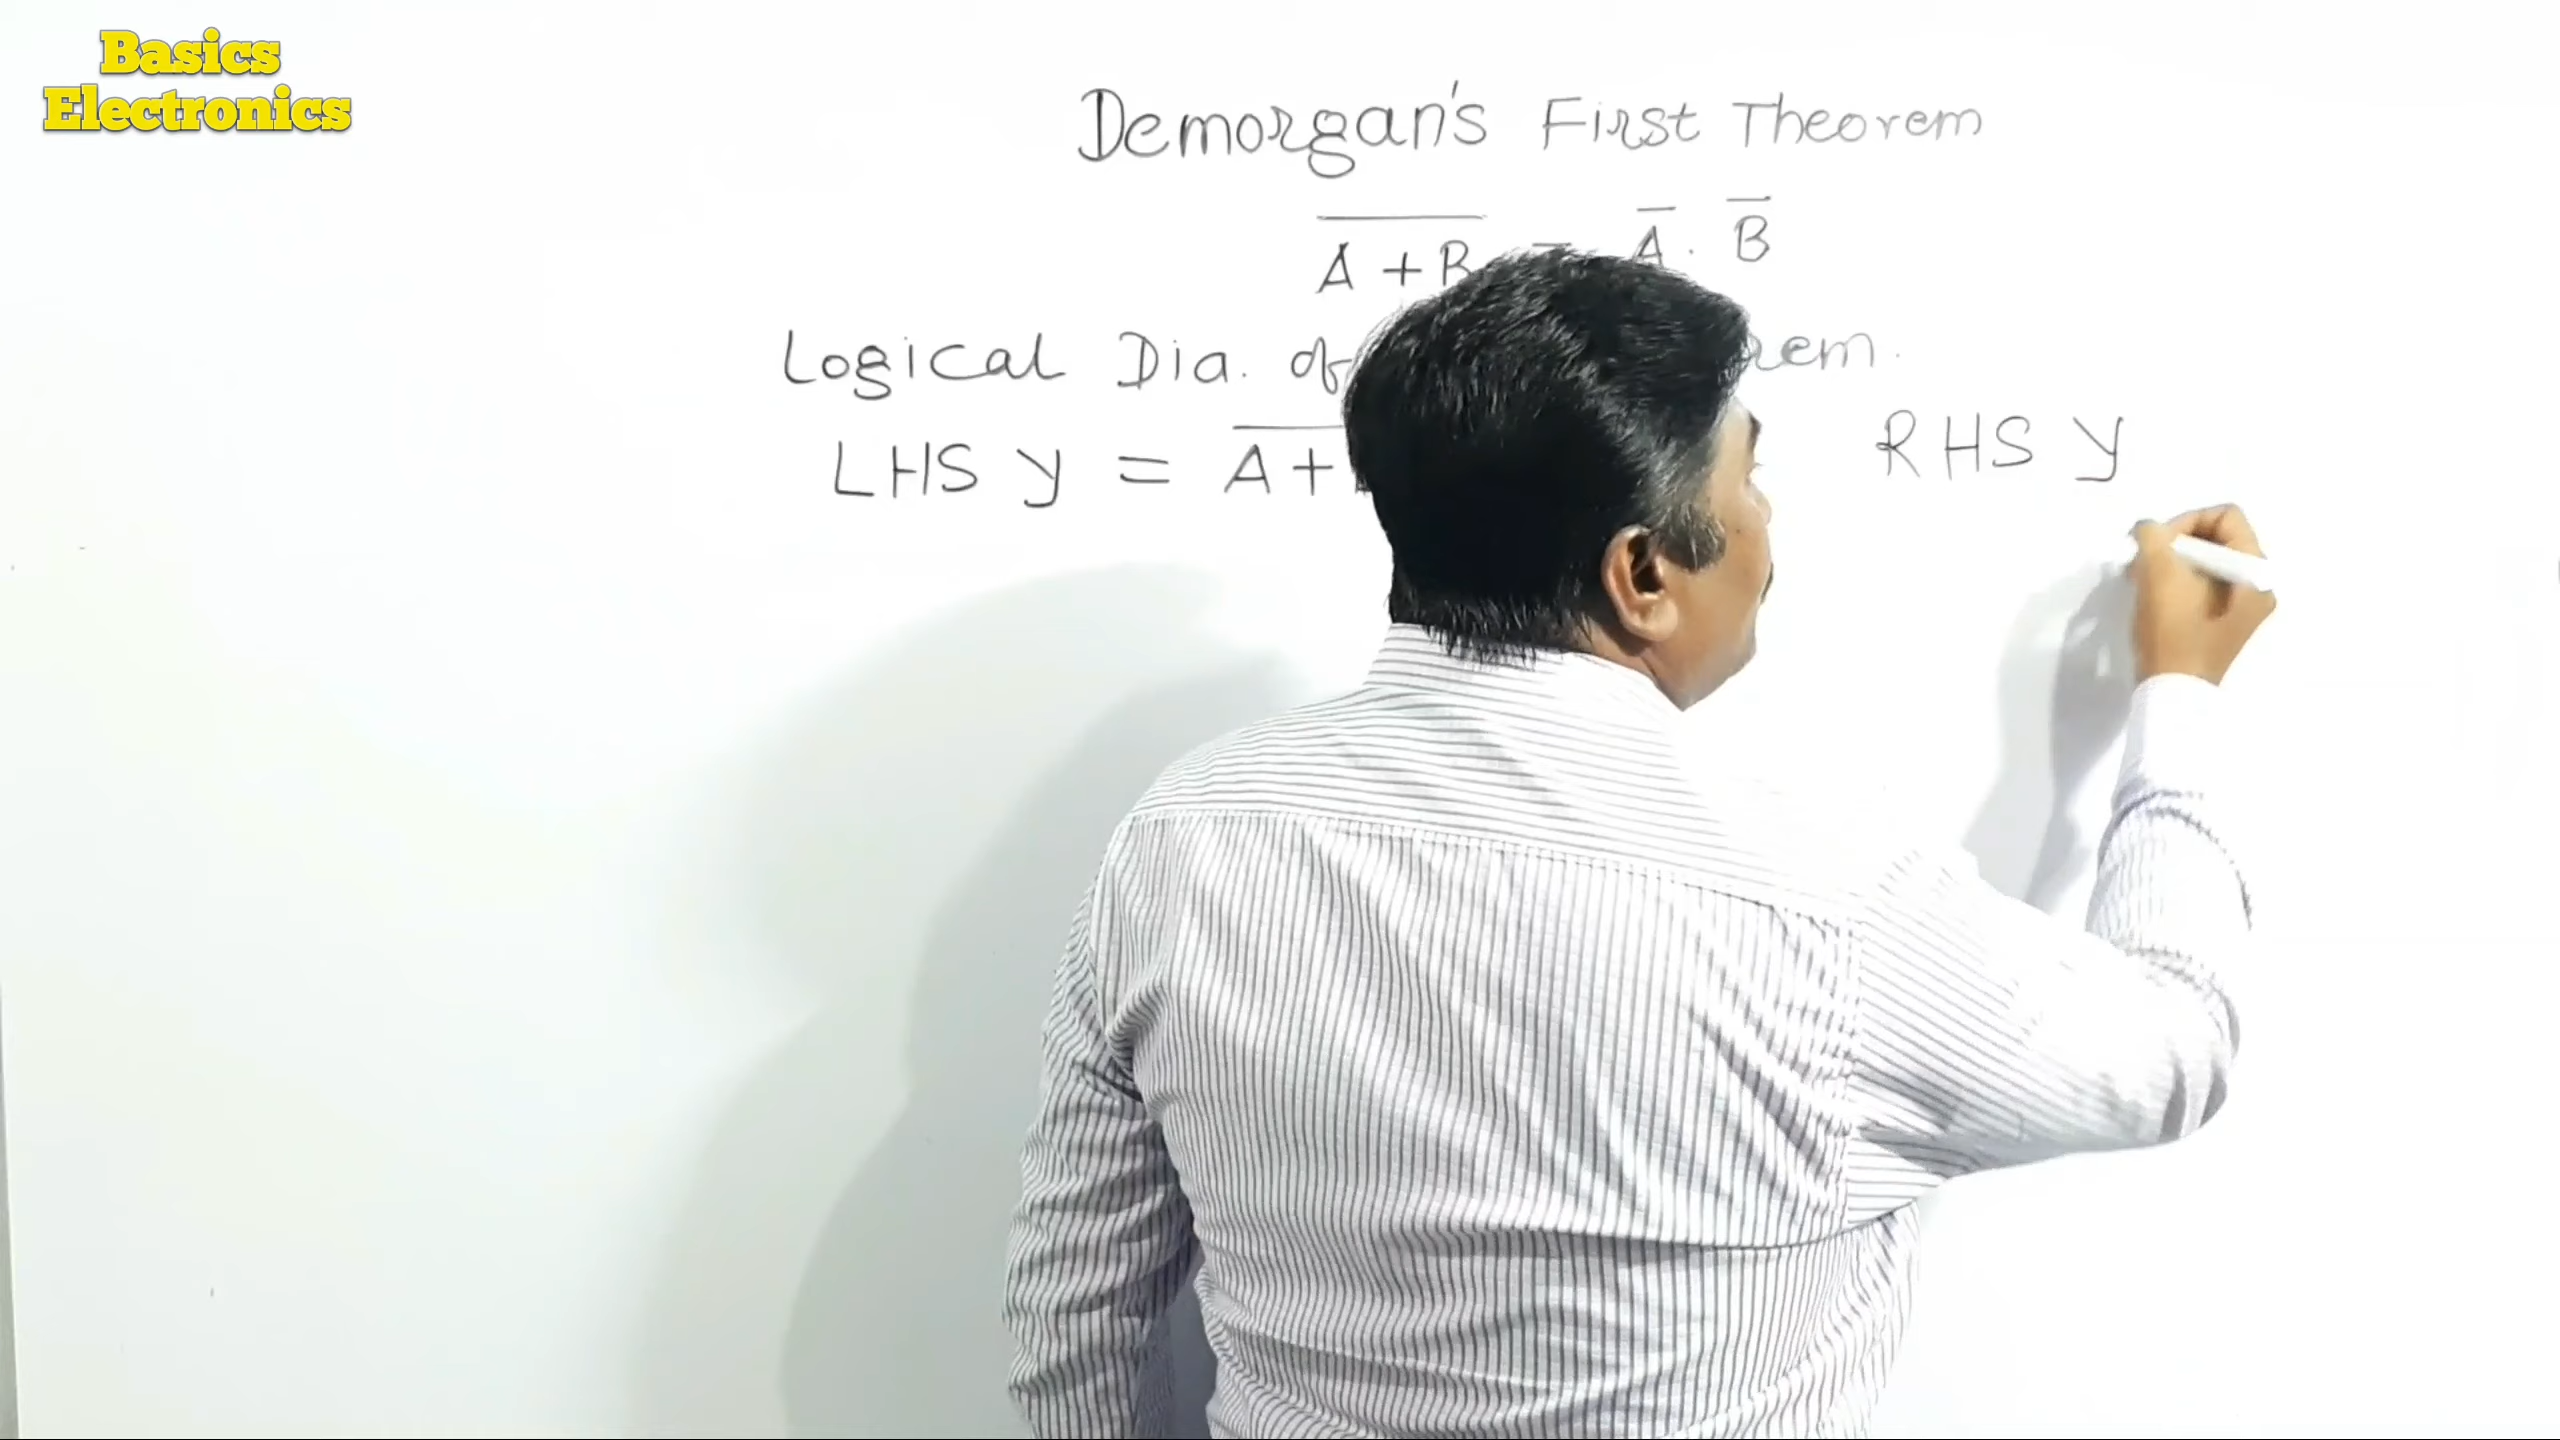 Basics
Electronics
Demorgan's First Theorem
A̅ ̅+̅ ̅B̅ = A̅ . B̅
Logical Dia. of
LHS y = A̅ ̅+̅
RHS y